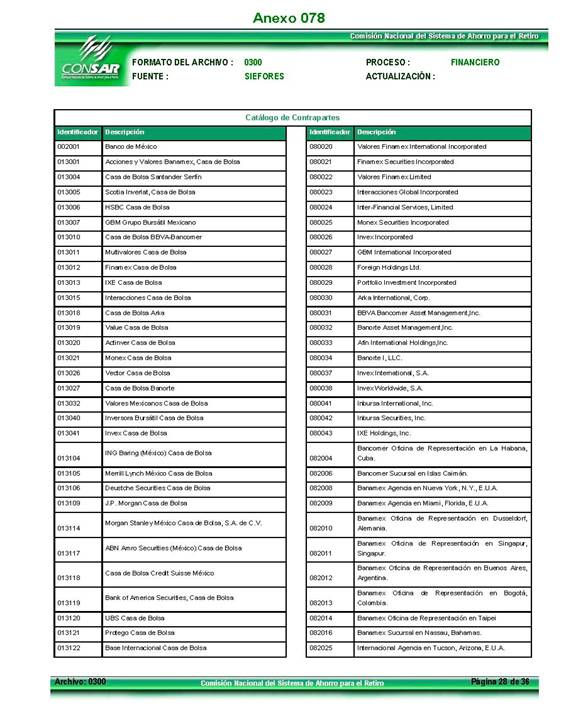 Anexo 078
Comisión Nacional del Sistema de Ahorro para el Retiro
CONSAR
FORMATO DEL ARCHIVO : 0300 PROCESO : FINANCIERO
FUENTE : SIEFORES ACTUALIZACIÓN :
Catálogo de Contrapartes
Identificador Descripción
002001 Banco de México
013001 Acciones y Valores Banamex, Casa de Bolsa
013004 Casa de Bolsa Santander Serfin
013005 Scotia Inverlat, Casa de Bolsa
013006 HSBC Casa de Bolsa
013007 GBM Grupo Bursátil Mexicano
013010 Casa de Bolsa BBVA-Bancomer
013011 Multivalores Casa de Bolsa
013012 Finamex Casa de Bolsa
013013 IXE Casa de Bolsa
013015 Interacciones Casa de Bolsa
013018 Casa de Bolsa Arka
013019 Value Casa de Bolsa
013020 Actinver Casa de Bolsa
013021 Monex Casa de Bolsa
013026 Vector Casa de Bolsa
013027 Casa de Bolsa Banorte
013032 Valores Mexicanos Casa de Bolsa
013040 Inversora Bursátil Casa de Bolsa
013041 Invex Casa de Bolsa
013104 ING Baring (México) Casa de Bolsa
013105 Merrill Lynch México Casa de Bolsa
013106 Deustche Securities Casa de Bolsa
013109 J.P. Morgan Casa de Bolsa
013114 Morgan Stanley México Casa de Bolsa, S.A. de C.V.
013117 ABN Amro Securities (México) Casa de Bolsa
013118 Casa de Bolsa Credit Suisse México
013119 Bank of America Securities, Casa de Bolsa
013120 UBS Casa de Bolsa
013121 Protego Casa de Bolsa
013122 Base Internacional Casa de Bolsa
Identificador Descripción
080020 Valores Finamex International Incorporated
080021 Finamex Securities Incorporated
080022 Valores Finamex Limited
080023 Interacciones Global Incorporated
080024 Inter-Financial Services, Limited
080025 Monex Securities Incorporated
080026 Invex Incorporated
080027 GBM International Incorporated
080028 Foreign Holdings Ltd.
080029 Portfolio Investment Incorporated
080030 Arka International, Corp.
080031 BBVA Bancomer Asset Management,Inc.
080032 Banorte Asset Management,Inc.
080033 Afin International Holdings,Inc.
080034 Banorte I, LLC.
080037 Invex International, S.A.
080038 Invex Worldwide, S.A.
080041 Inbursa International, Inc.
080042 Inbursa Securities, Inc.
080043 IXE Holdings, Inc.
082004 Bancomer Oficina de Representación en La Habana,
Cuba.
082006 Bancomer Sucursal en Islas Caimán.
082008 Banamex Agencia en Nueva York, N.Y., E.U.A.
082009 Banamex Agencia en Miami, Florida, E.U.A.
082010 Banamex Oficina de Representación en Dusseldorf,
Alemania.
082011 Banamex Oficina de Representación en Singapur,
Singapur.
082012 Banamex Oficina de Representación en Buenos Aires,
Argentina.
082013 Banamex Oficina de Representación en Bogotá,
Colombia.
082014 Banamex Oficina de Representación en Taipei
082016 Banamex Sucursal en Nassau, Bahamas.
082025 Internacional Agencia en Tucson, Arizona, E.U.A.
Archivo: 0300 Comisión Nacional del Sistema de Ahorro para el Retiro Página 28 de 36